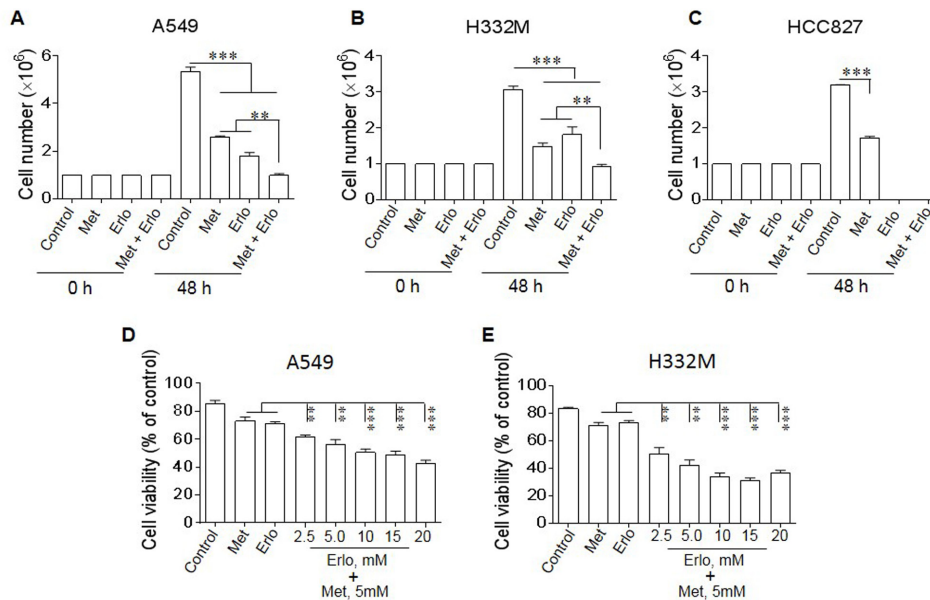 A
A549
Cell number (×10⁶)
6
4
2
0
***
**
Control
Met
Erlo
Met + Erlo
Control
Met
Erlo
Met + Erlo
0 h
48 h
B
H332M
Cell number (×10⁶)
4
3
2
1
0
***
**
Control
Met
Erlo
Met + Erlo
Control
Met
Erlo
Met + Erlo
0 h
48 h
C
HCC827
Cell number (×10⁶)
4
3
2
1
0
***
Control
Met
Erlo
Met + Erlo
Control
Met
Erlo
Met + Erlo
0 h
48 h
D
A549
Cell viability (% of control)
100
80
60
40
20
0
**
**
***
***
***
Control
Met
Erlo
2.5 5.0 10 15 20
Erlo, mM
+
Met, 5mM
E
H332M
Cell viability (% of control)
100
80
60
40
20
0
**
**
***
***
***
Control
Met
Erlo
2.5 5.0 10 15 20
Erlo, mM
+
Met, 5mM